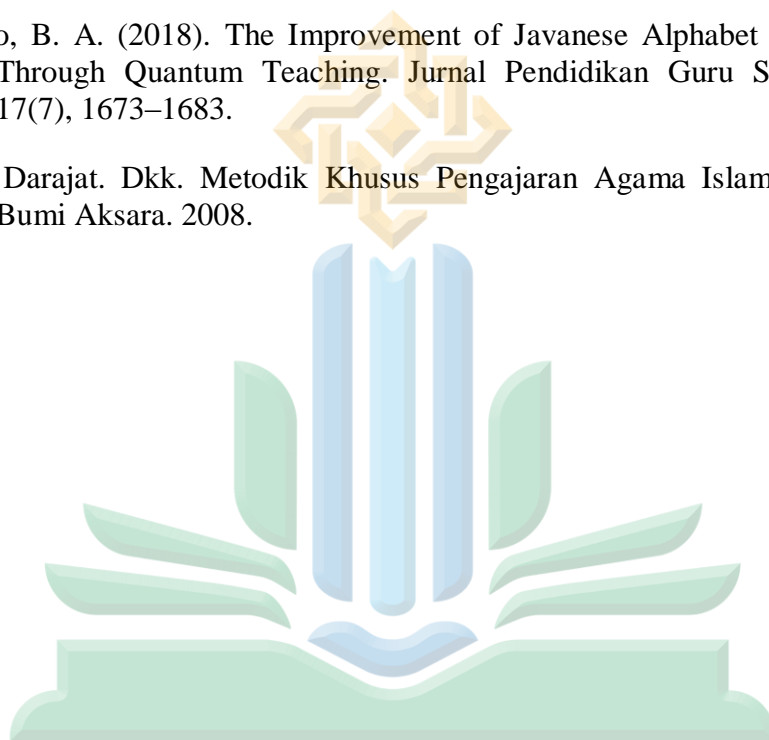 o, B. A. (2018). The Improvement of Javanese Alphabet
Through Quantum Teaching. Jurnal Pendidikan Guru S
17(7), 1673–1683.
Darajat. Dkk. Metodik Khusus Pengajaran Agama Islam
Bumi Aksara. 2008.